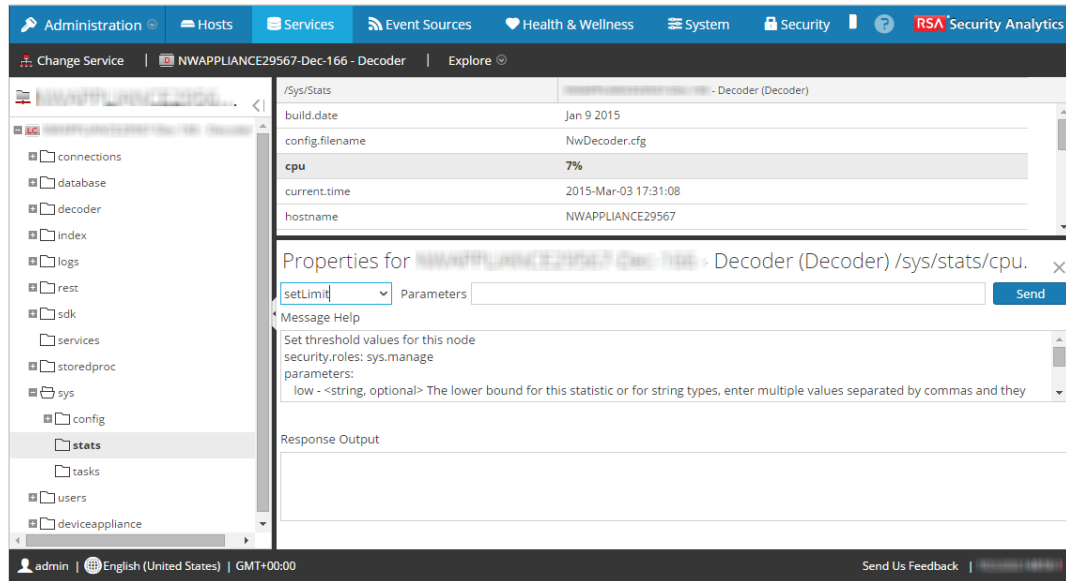 Administration Hosts Services Event Sources Health & Wellness System Security ? RSA Security Analytics
Change Service | D NWAPPLIANCE29567-Dec-166 - Decoder | Explore
/Sys/Stats - Decoder (Decoder)
LC
build.date Jan 9 2015
config.filename NwDecoder.cfg
cpu 7%
current.time 2015-Mar-03 17:31:08
hostname NWAPPLIANCE29567
connections
database
decoder
index
logs
rest
sdk
services
storedproc
sys
config
stats
tasks
users
deviceappliance
Properties for - Decoder (Decoder) /sys/stats/cpu.
setLimit Parameters Send
Message Help
Set threshold values for this node
security.roles: sys.manage
parameters:
low - <string, optional> The lower bound for this statistic or for string types, enter multiple values separated by commas and they
Response Output
admin | English (United States) | GMT+00:00 Send Us Feedback |